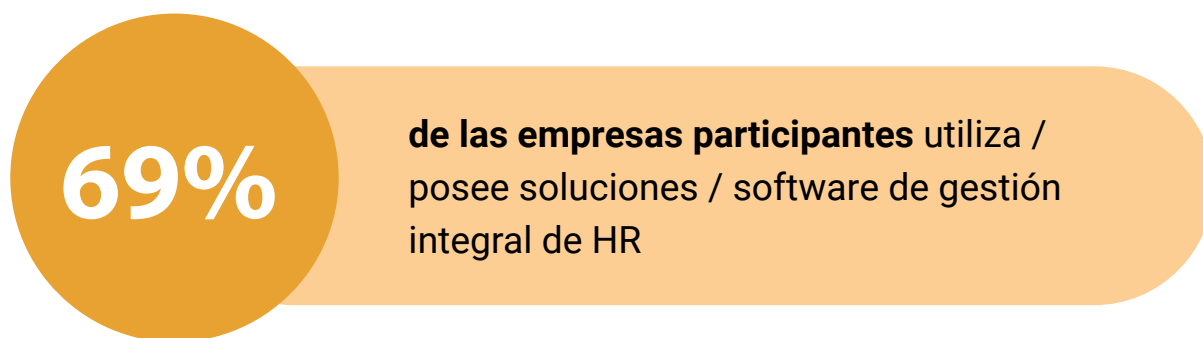 69%
de las empresas participantes utiliza /
posee soluciones / software de gestión
integral de HR